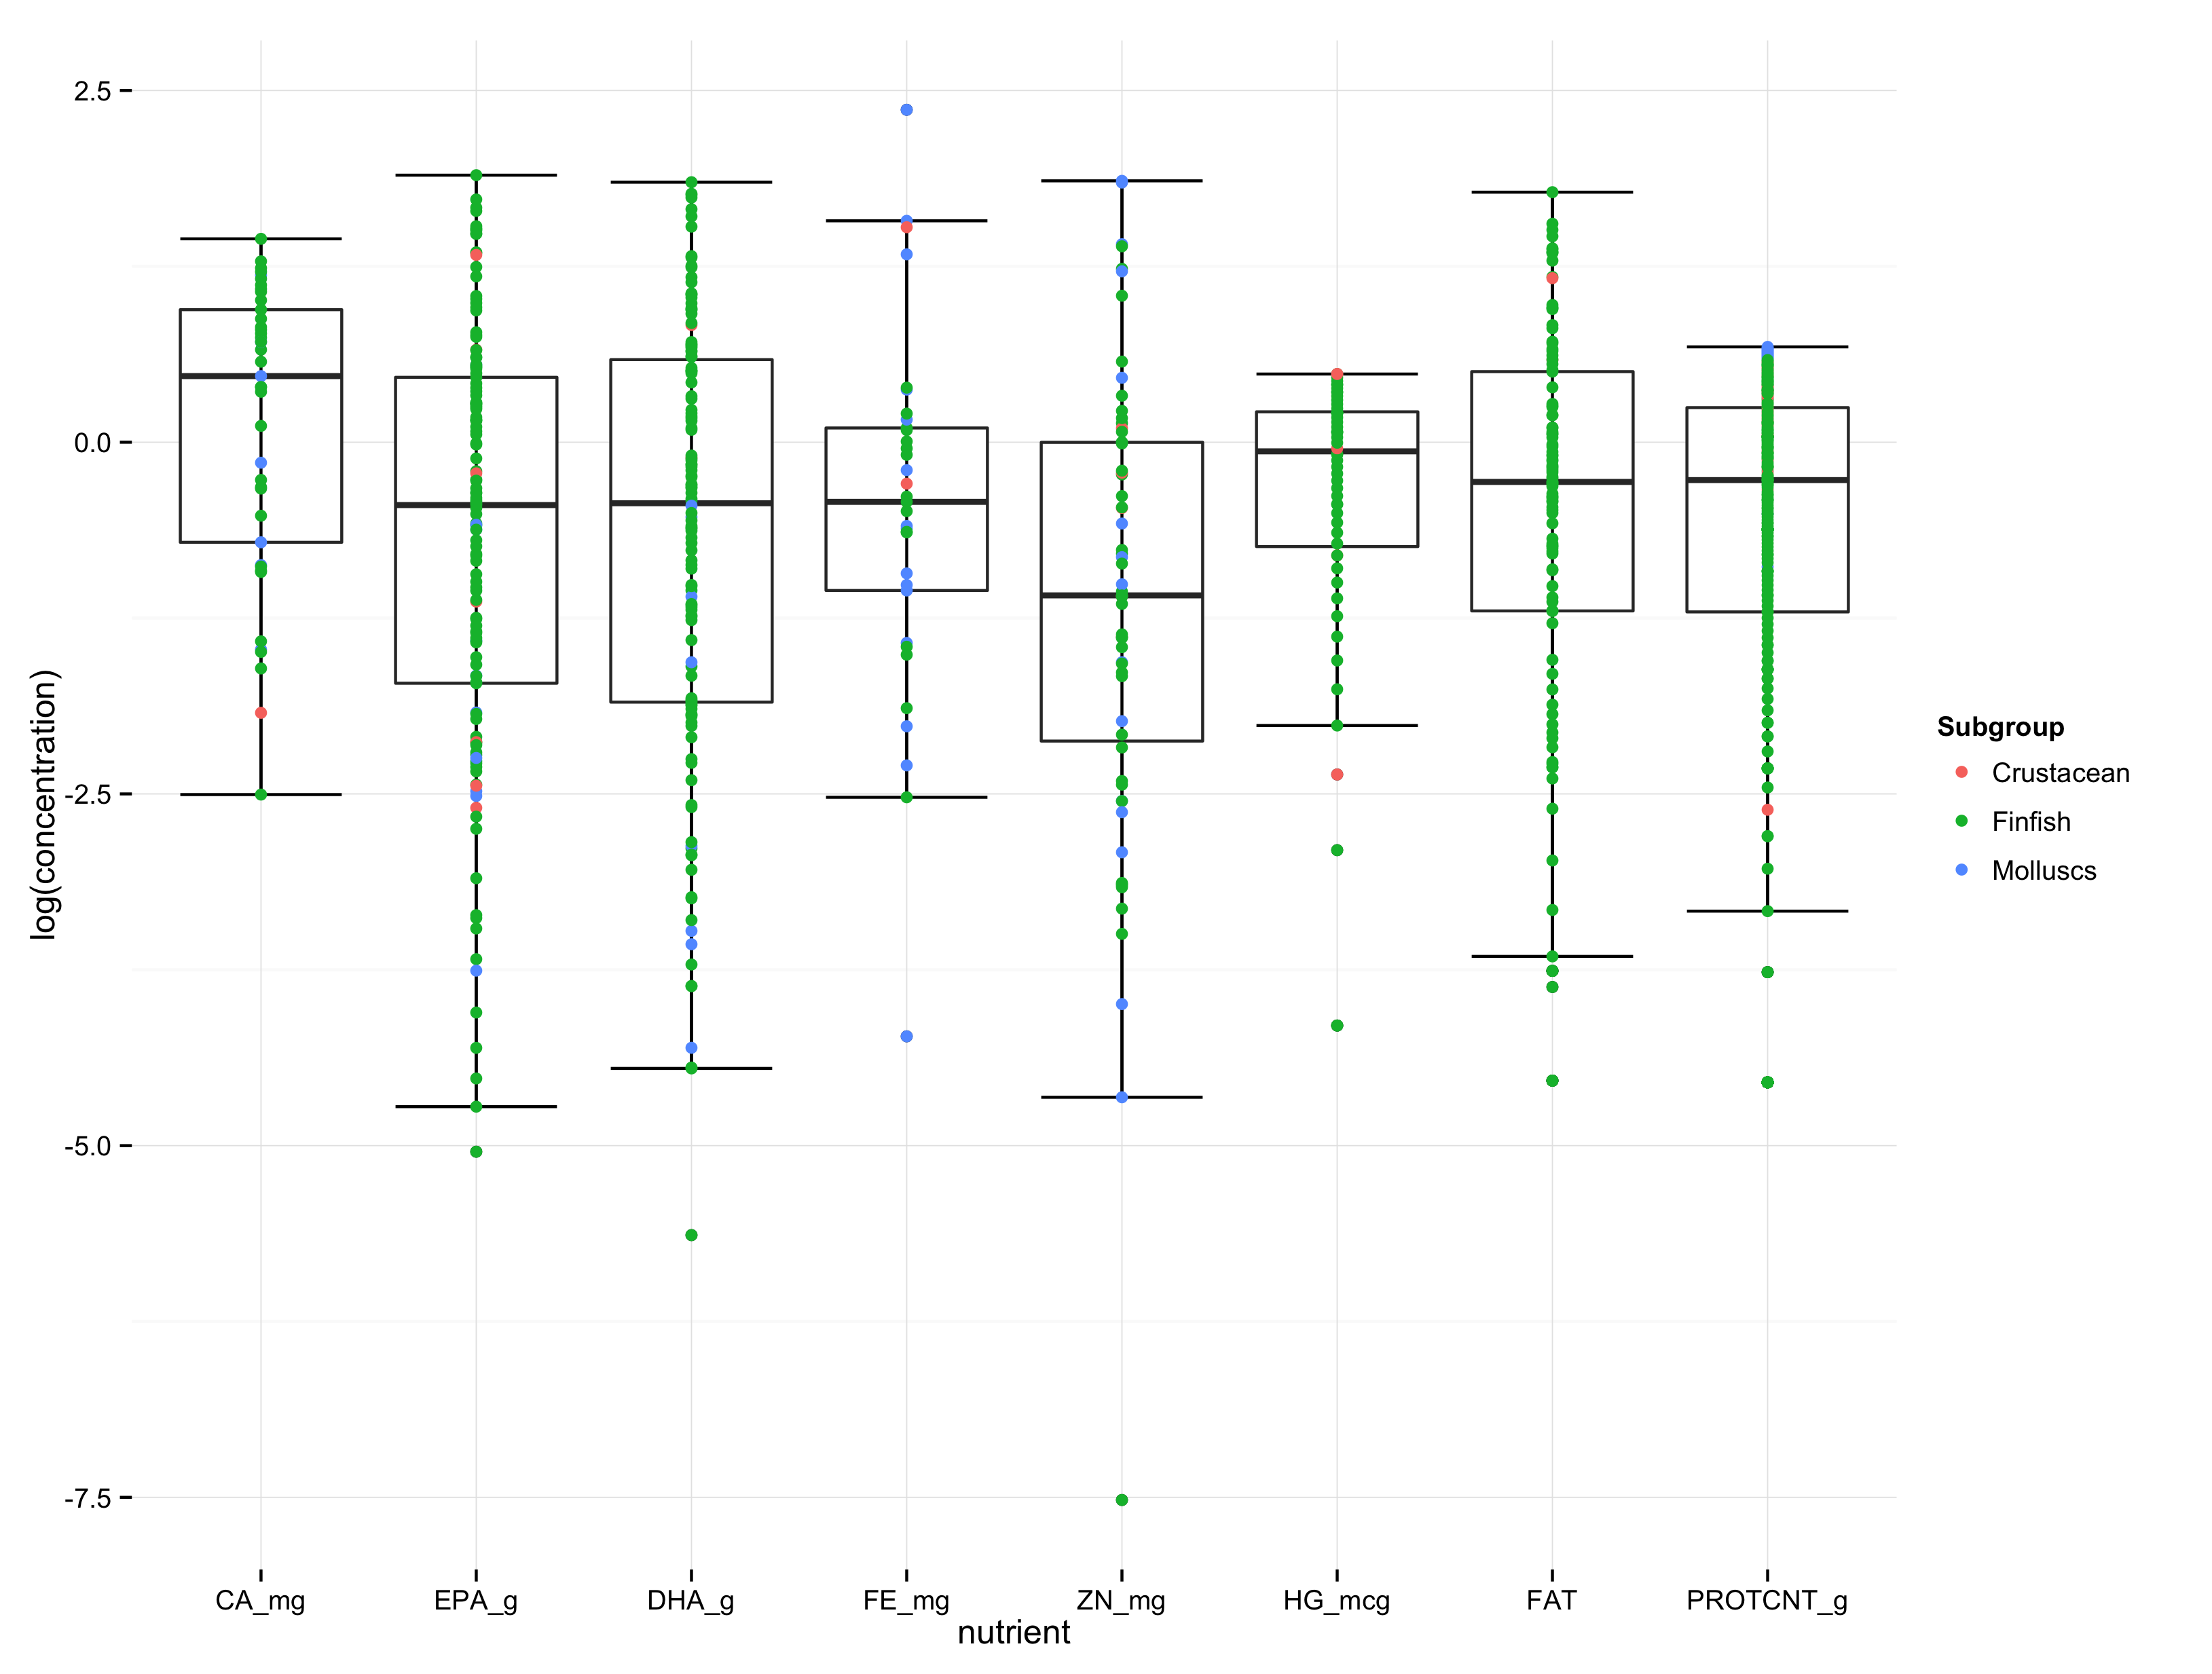 2.5
0.0
-2.5
-5.0
-7.5
log(concentration)
CA_mg
EPA_g
DHA_g
FE_mg
ZN_mg
HG_mcg
FAT
PROTCNT_g
nutrient
Subgroup
Crustacean
Finfish
Molluscs